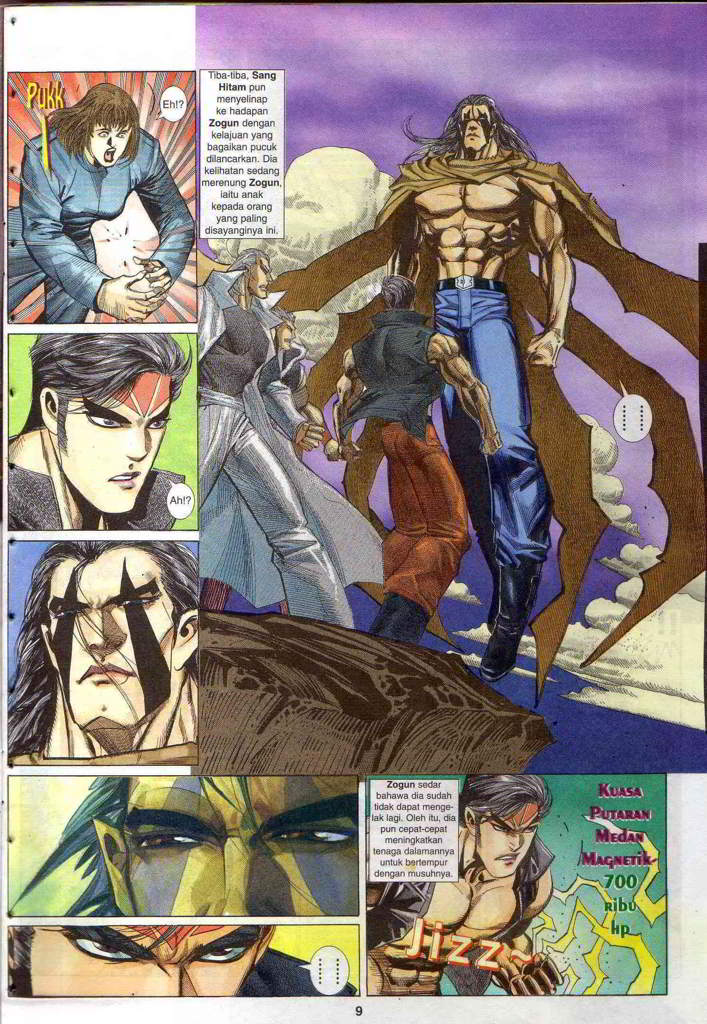 Pukk
Eh!?
Tiba-tiba, Sang
Hitam pun
menyelinap
ke hadapan
Zogun dengan
kelajuan yang
bagaikan pucuk
dilancarkan. Dia
kelihatan sedang
merenung Zogun,
iaitu anak
kepada orang
yang paling
disayanginya ini.
Ah!?
Zogun sedar
bahawa dia sudah
tidak dapat menge-
lak lagi. Oleh itu, dia
pun cepat-cepat
meningkatkan
tenaga dalamannya
untuk bertempur
dengan musuhnya.
Kuasa
Putaran
Medan
Magnetik
700
ribu
hp
Jizz~
9